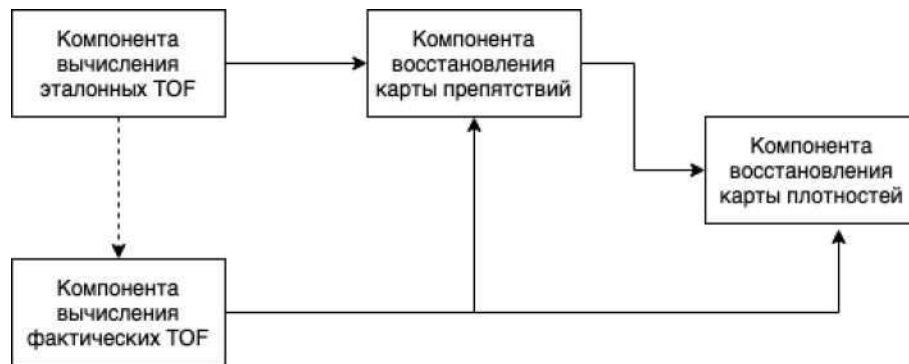 Компонента
вычисления
эталонных TOF
Компонента
восстановления
карты препятствий
Компонента
восстановления
карты плотностей
Компонента
вычисления
фактических TOF